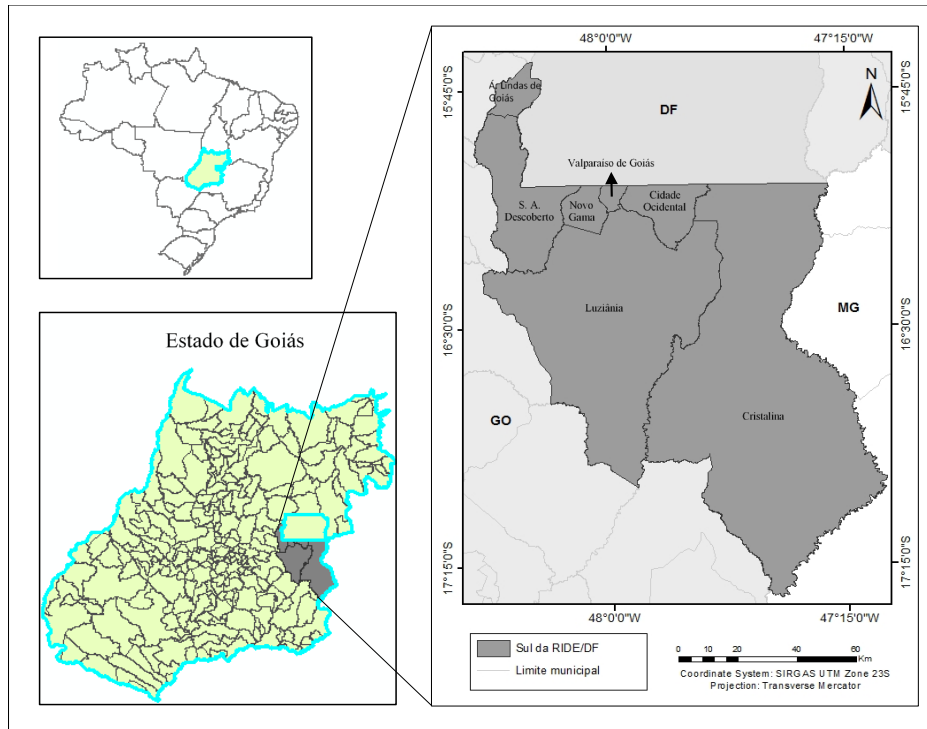 Estado de Goiás
48°0'0"W
47°15'0"W
15°45'0"S
15°45'0"S
N
DF
Valparaíso de Goiás
S. A.
Descoberto
Novo
Gama
Cidade
Ocidental
Luziânia
MG
16°30'0"S
16°30'0"S
GO
Cristalina
17°15'0"S
17°15'0"S
48°0'0"W
47°15'0"W
Sul da RIDE/DF
Limite municipal
0 10 20 40 60
Km
Coordinate System: SIRGAS UTM Zone 23S
Projection: Transverse Mercator
de
Goiás